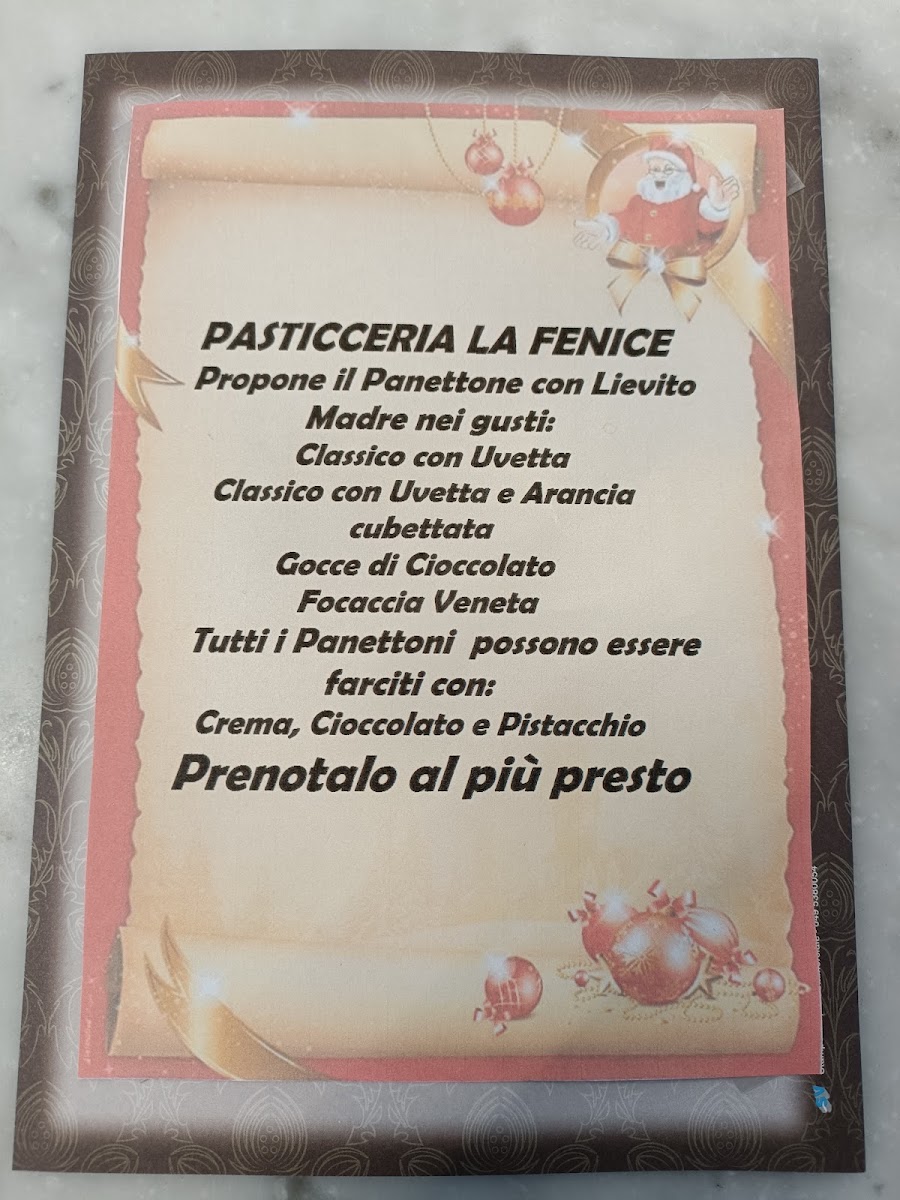 PASTICCERIA LA FENICE
Propone il Panettone con Lievito
Madre nei gusti:
Classico con Uvetta
Classico con Uvetta e Arancia
cubettata
Gocce di Cioccolato
Focaccia Veneta
Tutti i Panettoni possono essere
farciti con:
Crema, Cioccolato e Pistacchio
Prenotalo al più presto